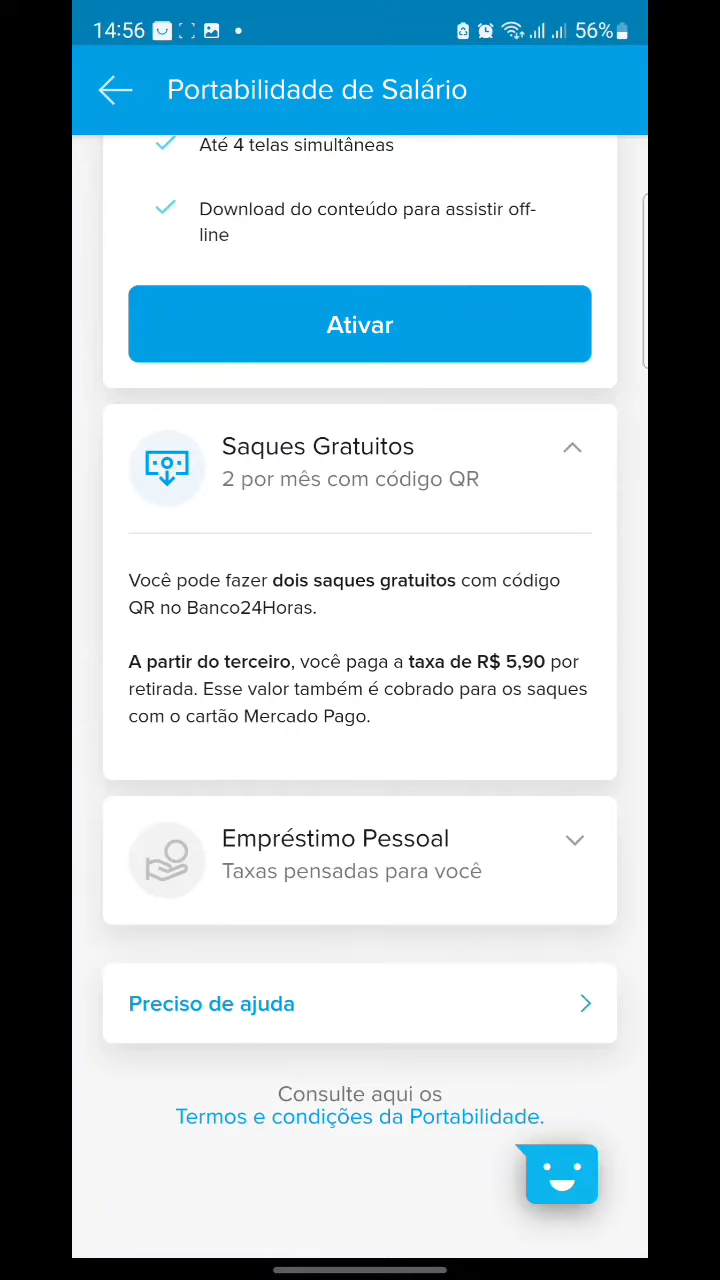 14:56
56%
Portabilidade de Salário
Até 4 telas simultâneas
Download do conteúdo para assistir off-
line
Ativar
Saques Gratuitos
2 por mês com código QR
Você pode fazer dois saques gratuitos com código
QR no Banco24Horas.
A partir do terceiro, você paga a taxa de R$ 5,90 por
retirada. Esse valor também é cobrado para os saques
com o cartão Mercado Pago.
Empréstimo Pessoal
Taxas pensadas para você
Preciso de ajuda
Consulte aqui os
Termos e condições da Portabilidade.